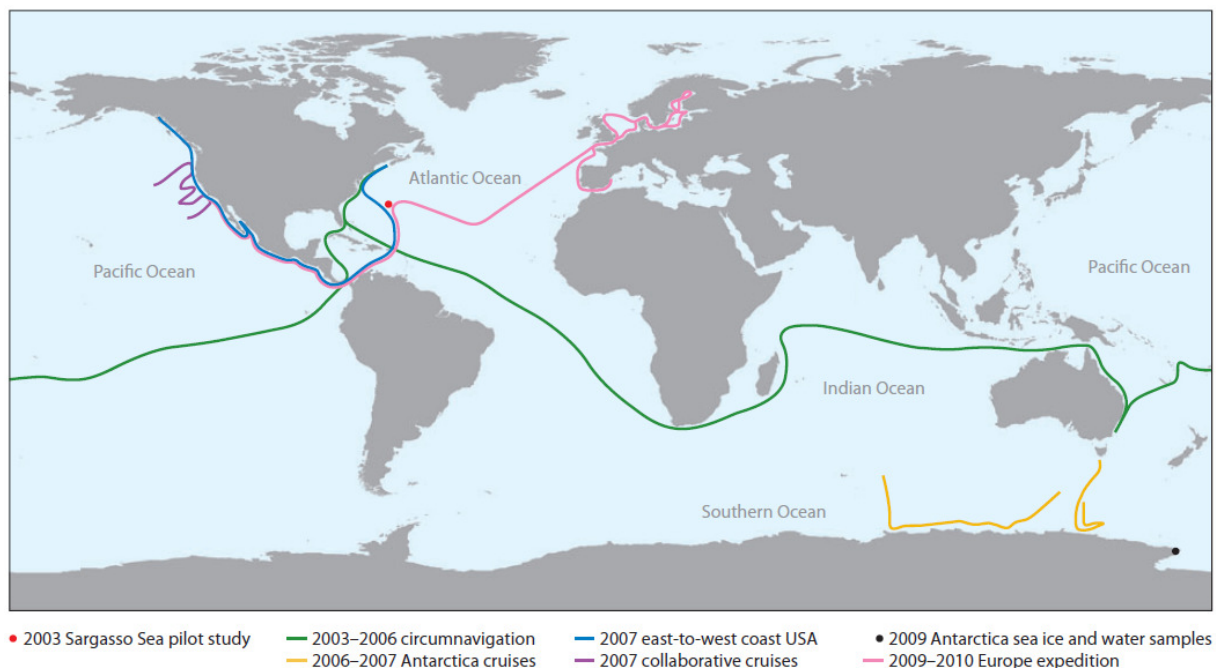 Atlantic Ocean
Pacific Ocean
Pacific Ocean
Indian Ocean
Southern Ocean
2003 Sargasso Sea pilot study
2003–2006 circumnavigation
2007 east-to-west coast USA
2009 Antarctica sea ice and water samples
2006–2007 Antarctica cruises
2007 collaborative cruises
2009–2010 Europe expedition